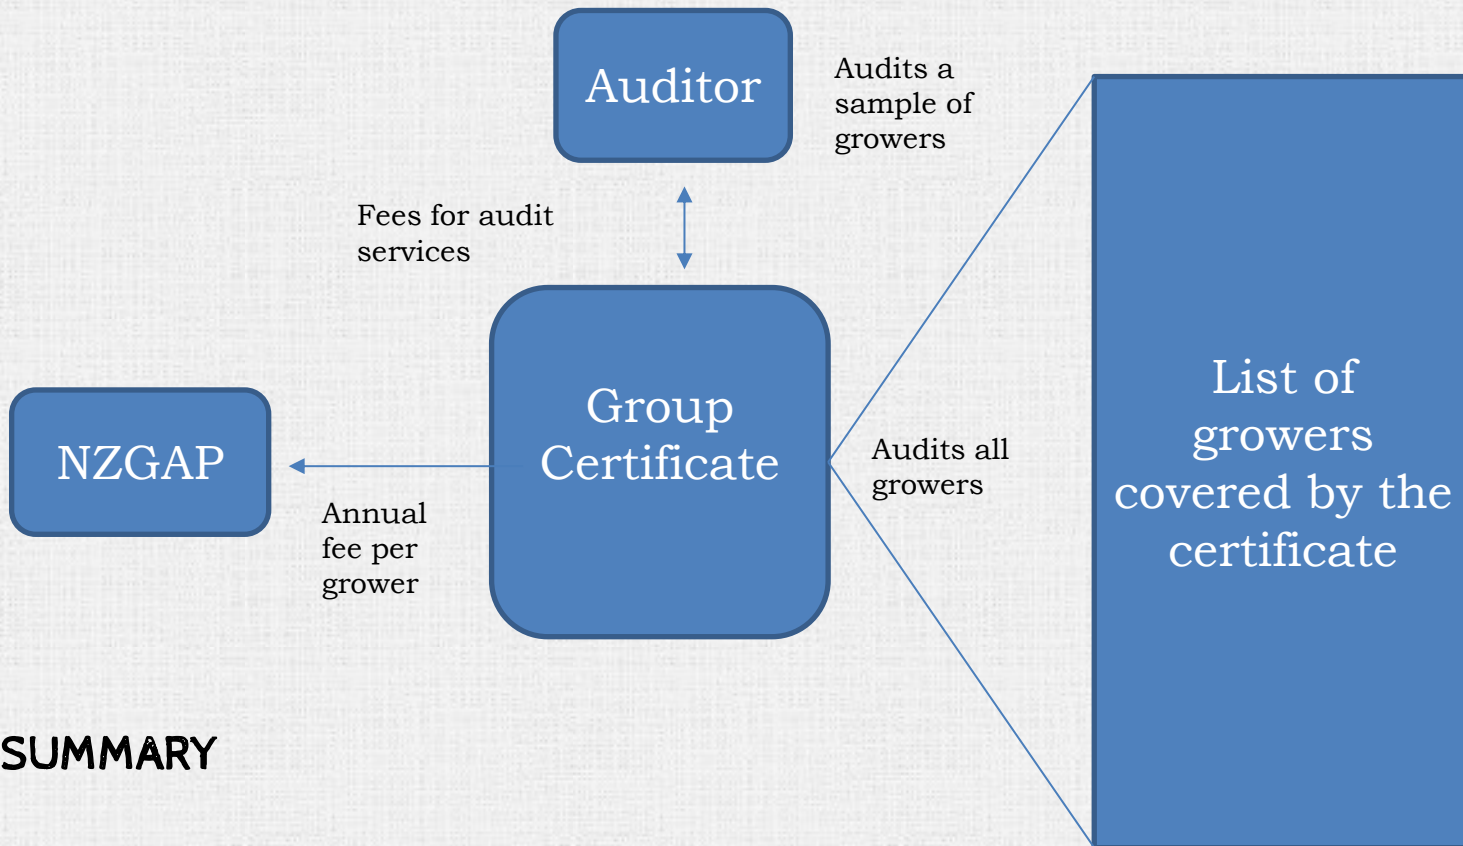 Auditor
Audits a
sample of
growers
Fees for audit
services
Group
Certificate
NZGAP
Annual
fee per
grower
Audits all
growers
List of
growers
covered by the
certificate
SUMMARY